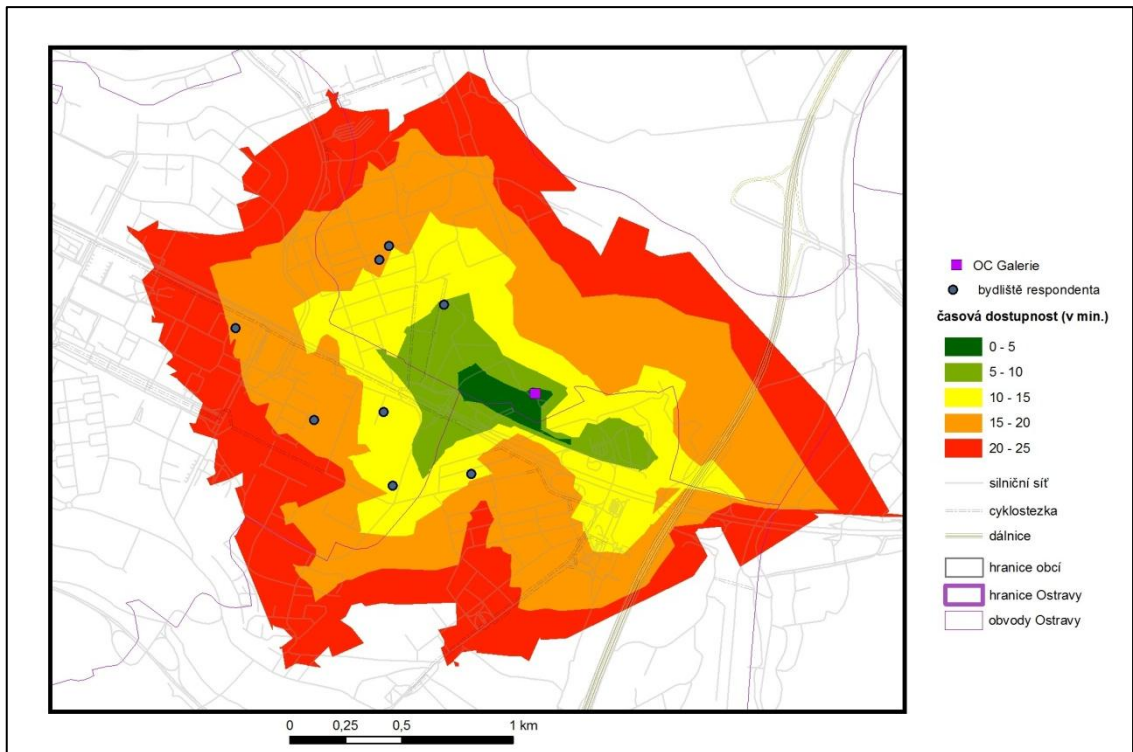 OC Galerie
bydliště respondenta
časová dostupnost (v min.)
0 - 5
5 - 10
10 - 15
15 - 20
20 - 25
silniční síť
cyklostezka
dálnice
hranice obcí
hranice Ostravy
obvody Ostravy
0 0,25 0,5 1 km